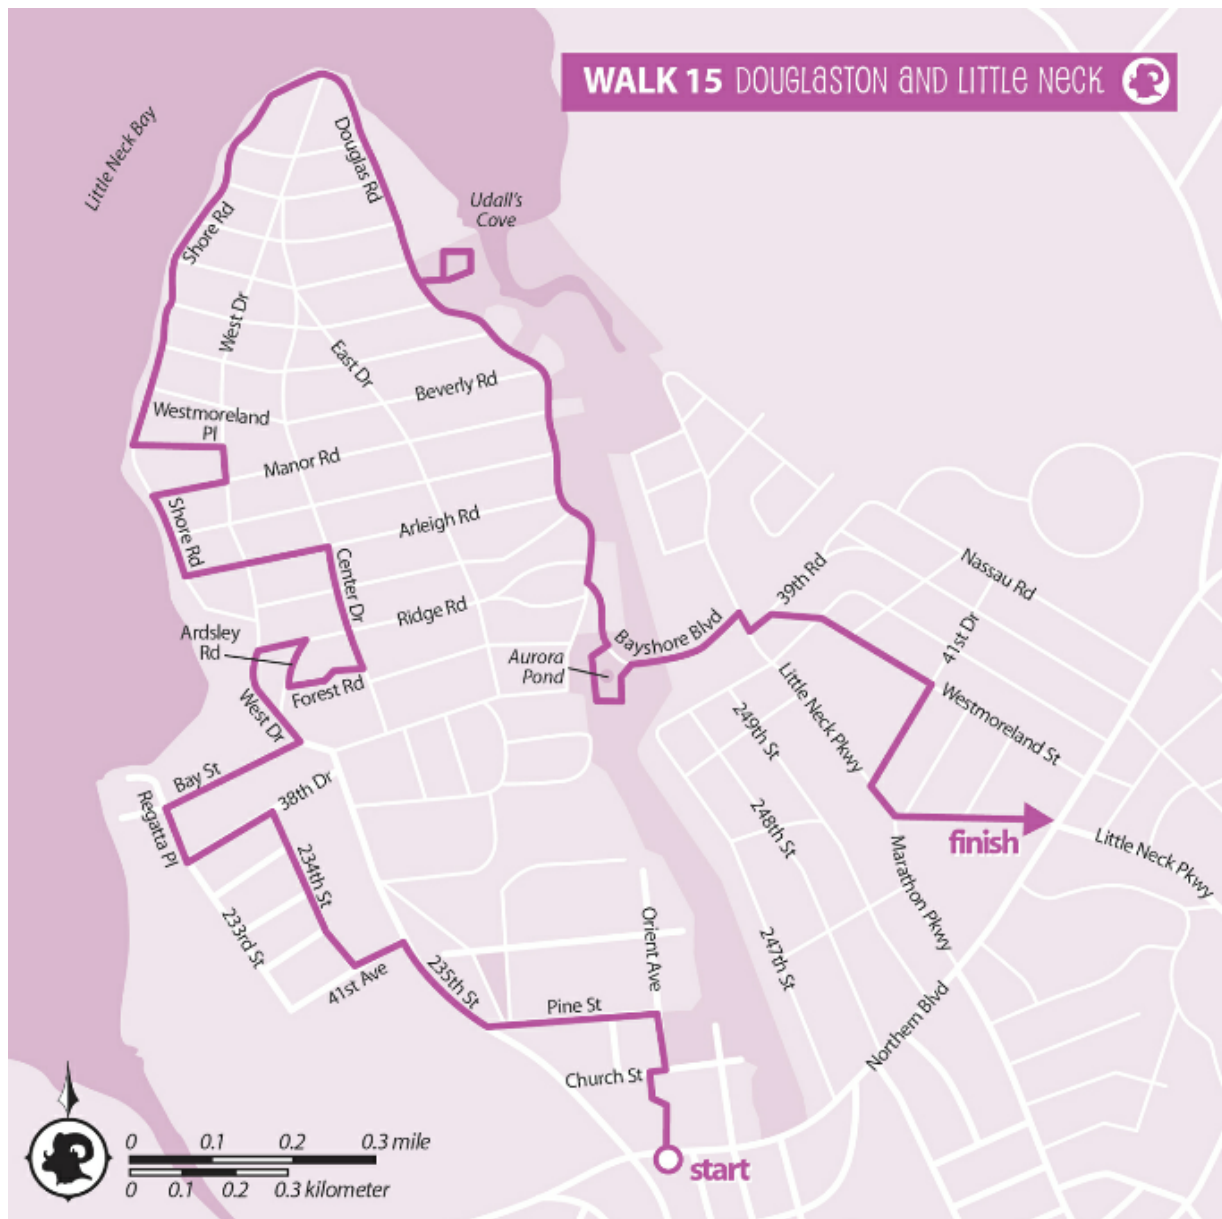 WALK 15 DOUGLASTON AND LITTLE NECK
Little Neck Bay
Douglas Rd
Udall's
Cove
Shore Rd
West Dr
East Dr
Beverly Rd
Westmoreland
Pl
Manor Rd
Shore Rd
Arleigh Rd
Center Dr
Ridge Rd
Ardsley
Rd
Forest Rd
West Dr
Aurora
Pond
Bayshore Blvd
39th Rd
Nassau Rd
41st Dr
Westmoreland St
Little Neck Pkwy
249th St
248th St
247th St
Bay St
38th Dr
Regatta Pl
234th St
233rd St
41st Ave
235th St
Orient Ave
Pine St
Church St
finish
Little Neck Pkwy
Marathon Pkwy
Northern Blvd
start
0 0.1 0.2 0.3 mile
0 0.1 0.2 0.3 kilometer